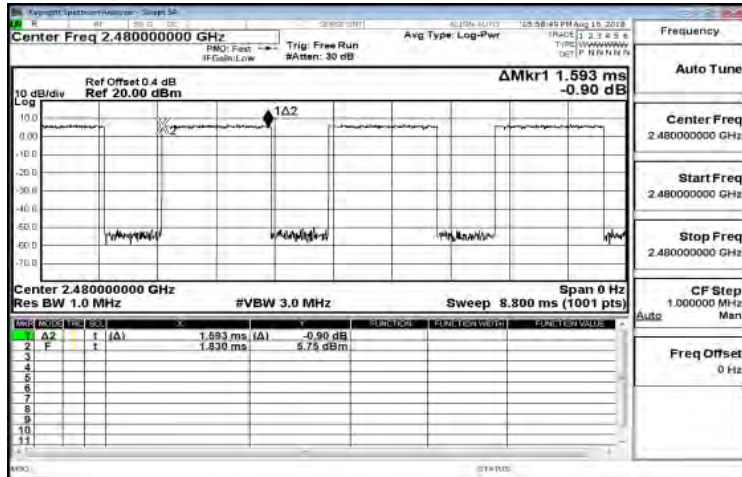 Keysight Spectrum Analyzer - Swept SA
R RF 50 Ω DC SENSE:INT ALIGN AUTO 05:58:49 PM Aug 16, 2018
Center Freq 2.480000000 GHz
PNO: Fast
IFGain:Low
Trig: Free Run
#Atten: 30 dB
Avg Type: Log-Pwr
TRACE 1 2 3 4 5 6
TYPE WWWWWW
DET P N N N N N
Ref Offset 0.4 dB
Ref 20.00 dBm
10 dB/div
Log
ΔMkr1 1.593 ms
-0.90 dB
10.0
0.00
-10.0
-20.0
-30.0
-40.0
-50.0
-60.0
-70.0
1Δ2
2
Center 2.480000000 GHz
Span 0 Hz
Res BW 1.0 MHz
#VBW 3.0 MHz
Sweep 8.800 ms (1001 pts)
MKR MODE TRC SCL X Y FUNCTION FUNCTION WIDTH FUNCTION VALUE
1 Δ2 t (Δ) 1.593 ms (Δ) -0.90 dB
2 F t 1.830 ms 5.75 dBm
3
4
5
6
7
8
9
10
11
MSG
STATUS
Frequency
Auto Tune
Center Freq
2.480000000 GHz
Start Freq
2.480000000 GHz
Stop Freq
2.480000000 GHz
CF Step
1.000000 MHz
Auto Man
Freq Offset
0 Hz